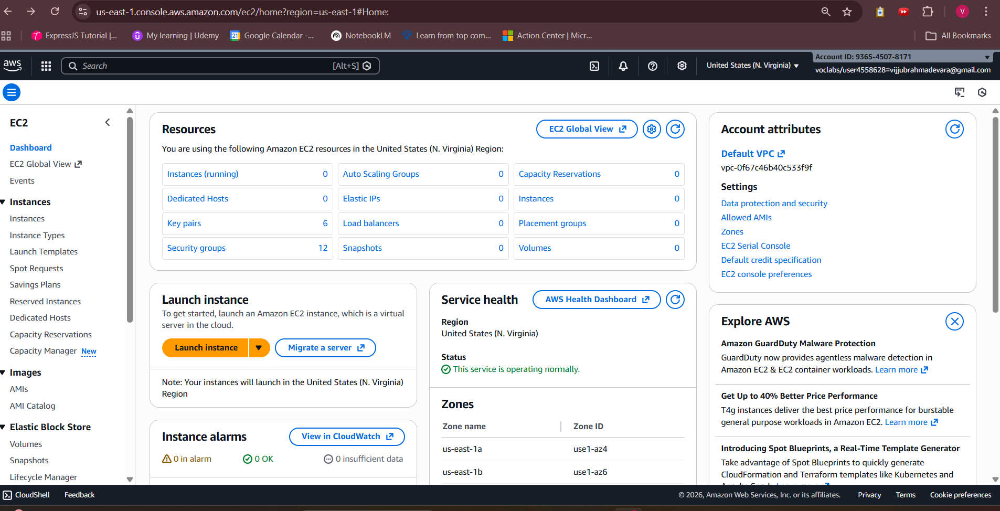 us-east-1.console.aws.amazon.com/ec2/home?region=us-east-1#Home:
V
ExpressJS Tutorial |...
My learning | Udemy
21
Google Calendar -...
NotebookLM
Learn from top com...
Action Center | Micr...
All Bookmarks
aws
Search
[Alt+S]
United States (N. Virginia)
Account ID: 9365-4507-8171
voclabs/user4558628=vijjubrahmadevara@gmail.com
EC2
Dashboard
EC2 Global View
Events
Instances
Instances
Instance Types
Launch Templates
Spot Requests
Savings Plans
Reserved Instances
Dedicated Hosts
Capacity Reservations
Capacity Manager New
Images
AMIs
AMI Catalog
Elastic Block Store
Volumes
Snapshots
Lifecycle Manager
Resources
EC2 Global View
You are using the following Amazon EC2 resources in the United States (N. Virginia) Region:
Instances (running) 0
Auto Scaling Groups 0
Capacity Reservations 0
Dedicated Hosts 0
Elastic IPs 0
Instances 0
Key pairs 6
Load balancers 0
Placement groups 0
Security groups 12
Snapshots 0
Volumes 0
Launch instance
To get started, launch an Amazon EC2 instance, which is a virtual
server in the cloud.
Launch instance
Migrate a server
Note: Your instances will launch in the United States (N. Virginia)
Region
Instance alarms
View in CloudWatch
0 in alarm
0 OK
0 insufficient data
Service health
AWS Health Dashboard
Region
United States (N. Virginia)
Status
This service is operating normally.
Zones
Zone name Zone ID
us-east-1a use1-az4
us-east-1b use1-az6
Account attributes
Default VPC
vpc-0f67c46b40c533f9f
Settings
Data protection and security
Allowed AMIs
Zones
EC2 Serial Console
Default credit specification
EC2 console preferences
Explore AWS
Amazon GuardDuty Malware Protection
GuardDuty now provides agentless malware detection in
Amazon EC2 & EC2 container workloads. Learn more
Get Up to 40% Better Price Performance
T4g instances deliver the best price performance for burstable
general purpose workloads in Amazon EC2. Learn more
Introducing Spot Blueprints, a Real-Time Template Generator
Take advantage of Spot Blueprints to quickly generate
CloudFormation and Terraform templates like Kubernetes and
CloudShell
Feedback
© 2026, Amazon Web Services, Inc. or its affiliates.
Privacy
Terms
Cookie preferences